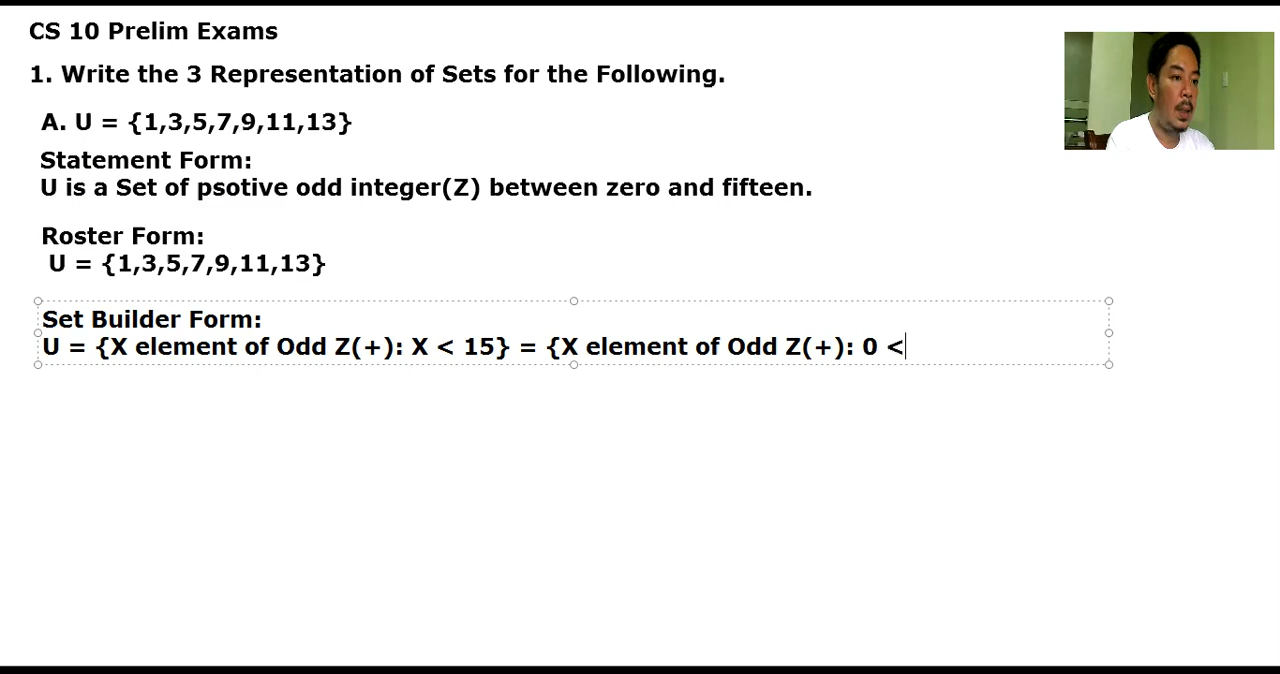 CS 10 Prelim Exams
1. Write the 3 Representation of Sets for the Following.
A. U = {1,3,5,7,9,11,13}
Statement Form:
U is a Set of psotive odd integer(Z) between zero and fifteen.
Roster Form:
U = {1,3,5,7,9,11,13}
Set Builder Form:
U = {X element of Odd Z(+): X < 15} = {X element of Odd Z(+): 0 <